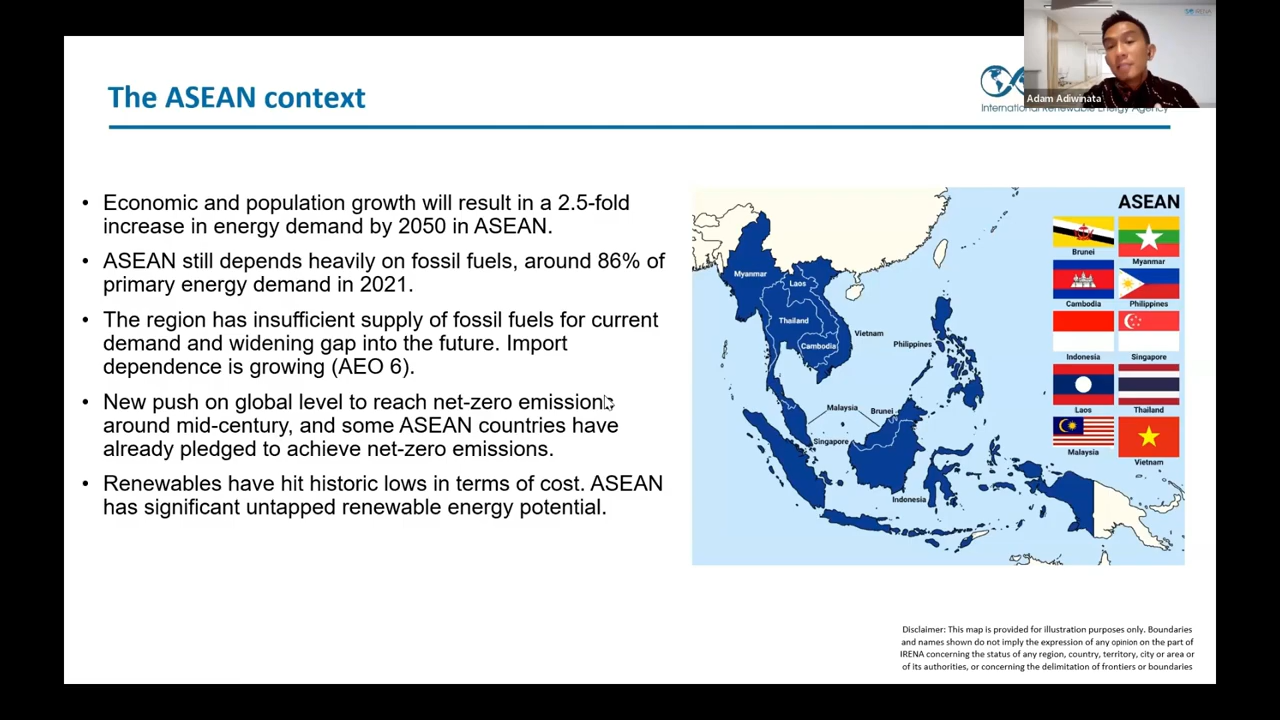 The ASEAN context
IRENA
Adam Adiwinata
International Renewable Energy Agency
• Economic and population growth will result in a 2.5-fold
increase in energy demand by 2050 in ASEAN.
• ASEAN still depends heavily on fossil fuels, around 86% of
primary energy demand in 2021.
• The region has insufficient supply of fossil fuels for current
demand and widening gap into the future. Import
dependence is growing (AEO 6).
• New push on global level to reach net-zero emissions
around mid-century, and some ASEAN countries have
already pledged to achieve net-zero emissions.
• Renewables have hit historic lows in terms of cost. ASEAN
has significant untapped renewable energy potential.
ASEAN
Brunei
Myanmar
Cambodia
Philippines
Indonesia
Singapore
Laos
Thailand
Malaysia
Vietnam
Myanmar
Laos
Thailand
Vietnam
Cambodia
Philippines
Malaysia
Brunei
Singapore
Indonesia
Disclaimer: This map is provided for illustration purposes only. Boundaries
and names shown do not imply the expression of any opinion on the part of
IRENA concerning the status of any region, country, territory, city or area or
of its authorities, or concerning the delimitation of frontiers or boundaries